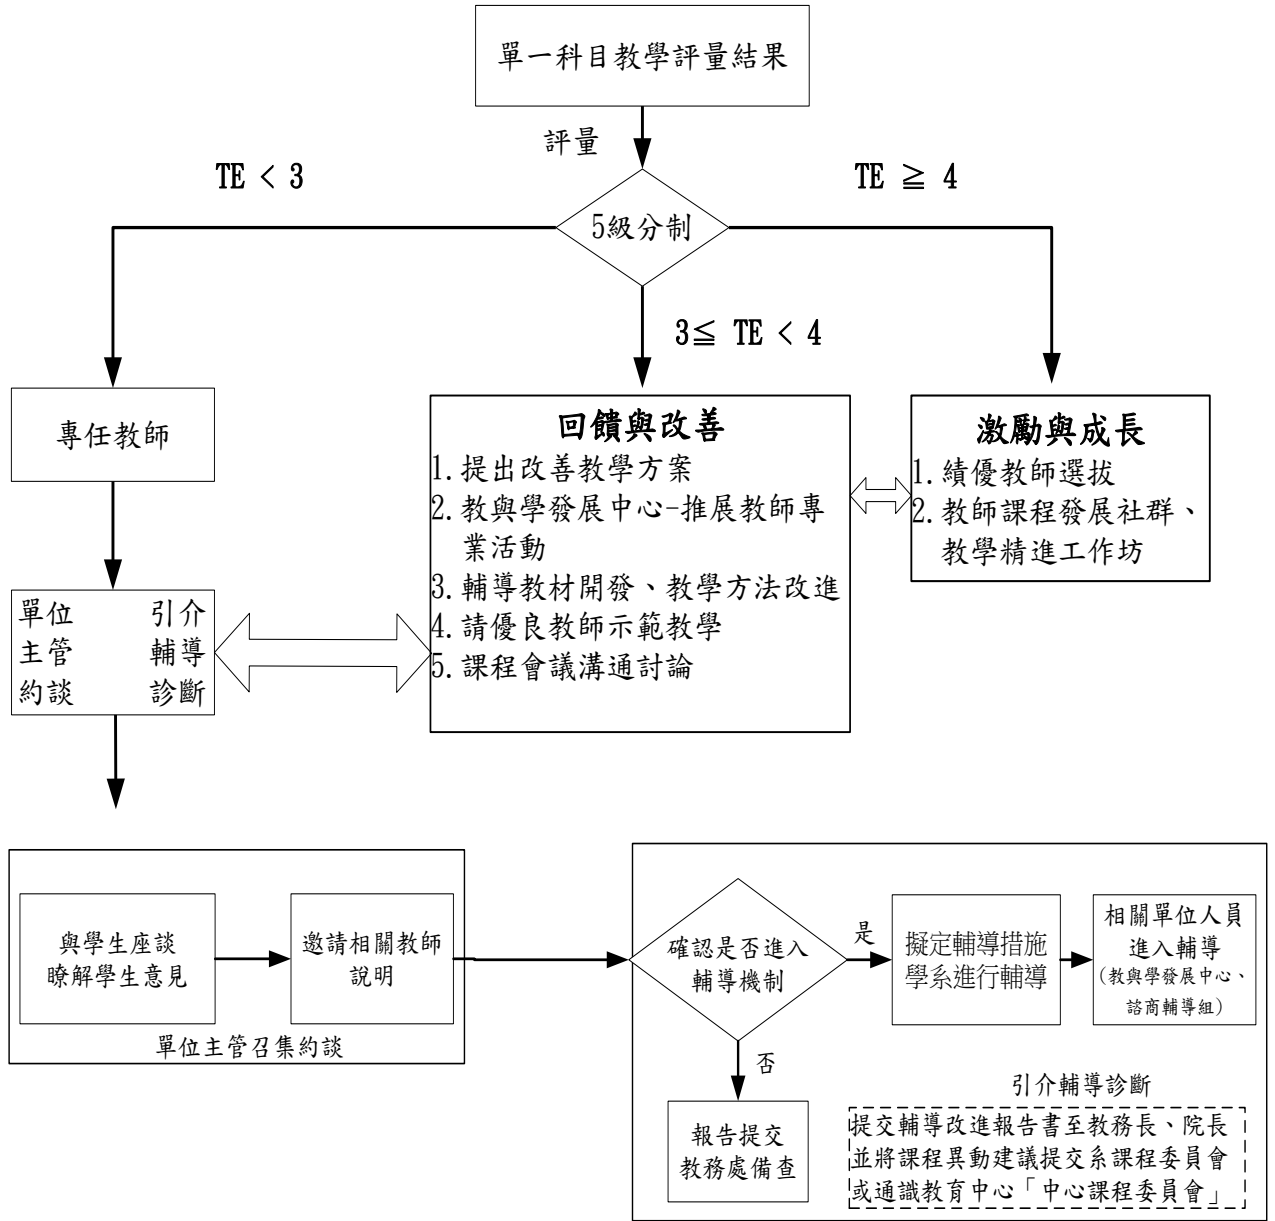 單一科目教學評量結果
評量
TE < 3
TE ≧ 4
5級分制
3≦ TE < 4
專任教師
回饋與改善
1.提出改善教學方案
2.教與學發展中心-推展教師專
業活動
3.輔導教材開發、教學方法改進
4.請優良教師示範教學
5.課程會議溝通討論
激勵與成長
1.績優教師選拔
2.教師課程發展社群、
教學精進工作坊
單位 引介
主管 輔導
約談 診斷
與學生座談
瞭解學生意見
邀請相關教師
說明
單位主管召集約談
確認是否進入
輔導機制
是
擬定輔導措施
學系進行輔導
相關單位人員
進入輔導
(教與學發展中心、
諮商輔導組)
否
報告提交
教務處備查
引介輔導診斷
提交輔導改進報告書至教務長、院長
並將課程異動建議提交系課程委員會
或通識教育中心「中心課程委員會」